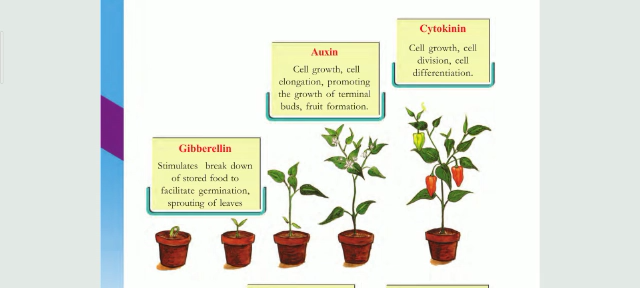 Cytokinin
Cell growth, cell
division, cell
differentiation.
Auxin
Cell growth, cell
elongation, promoting
the growth of terminal
buds, fruit formation.
Gibberellin
Stimulates break down
of stored food to
facilitate germination,
sprouting of leaves